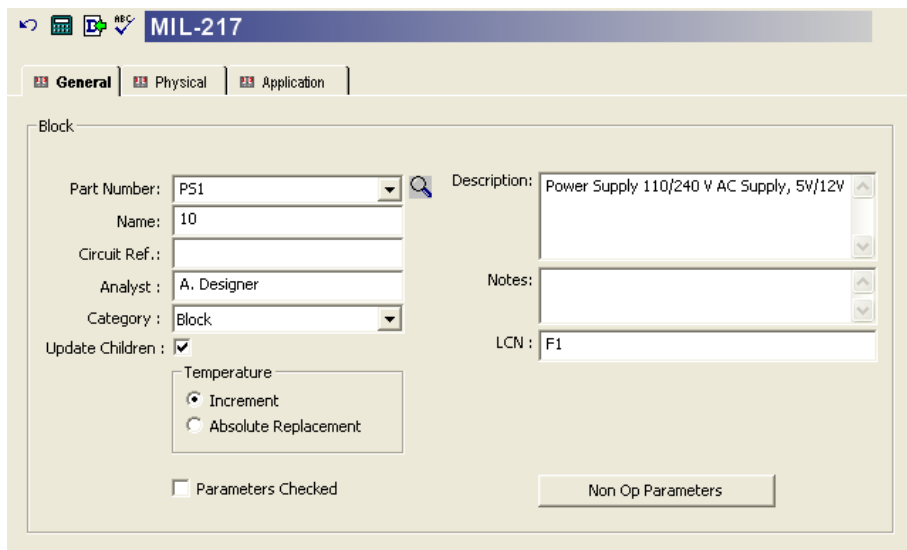 ABC
MIL-217
General
Physical
Application
Block
Part Number: PS1
Name: 10
Circuit Ref.:
Analyst : A. Designer
Category : Block
Update Children :
Temperature
Increment
Absolute Replacement
Parameters Checked
Description: Power Supply 110/240 V AC Supply, 5V/12V
Notes:
LCN : F1
Non Op Parameters